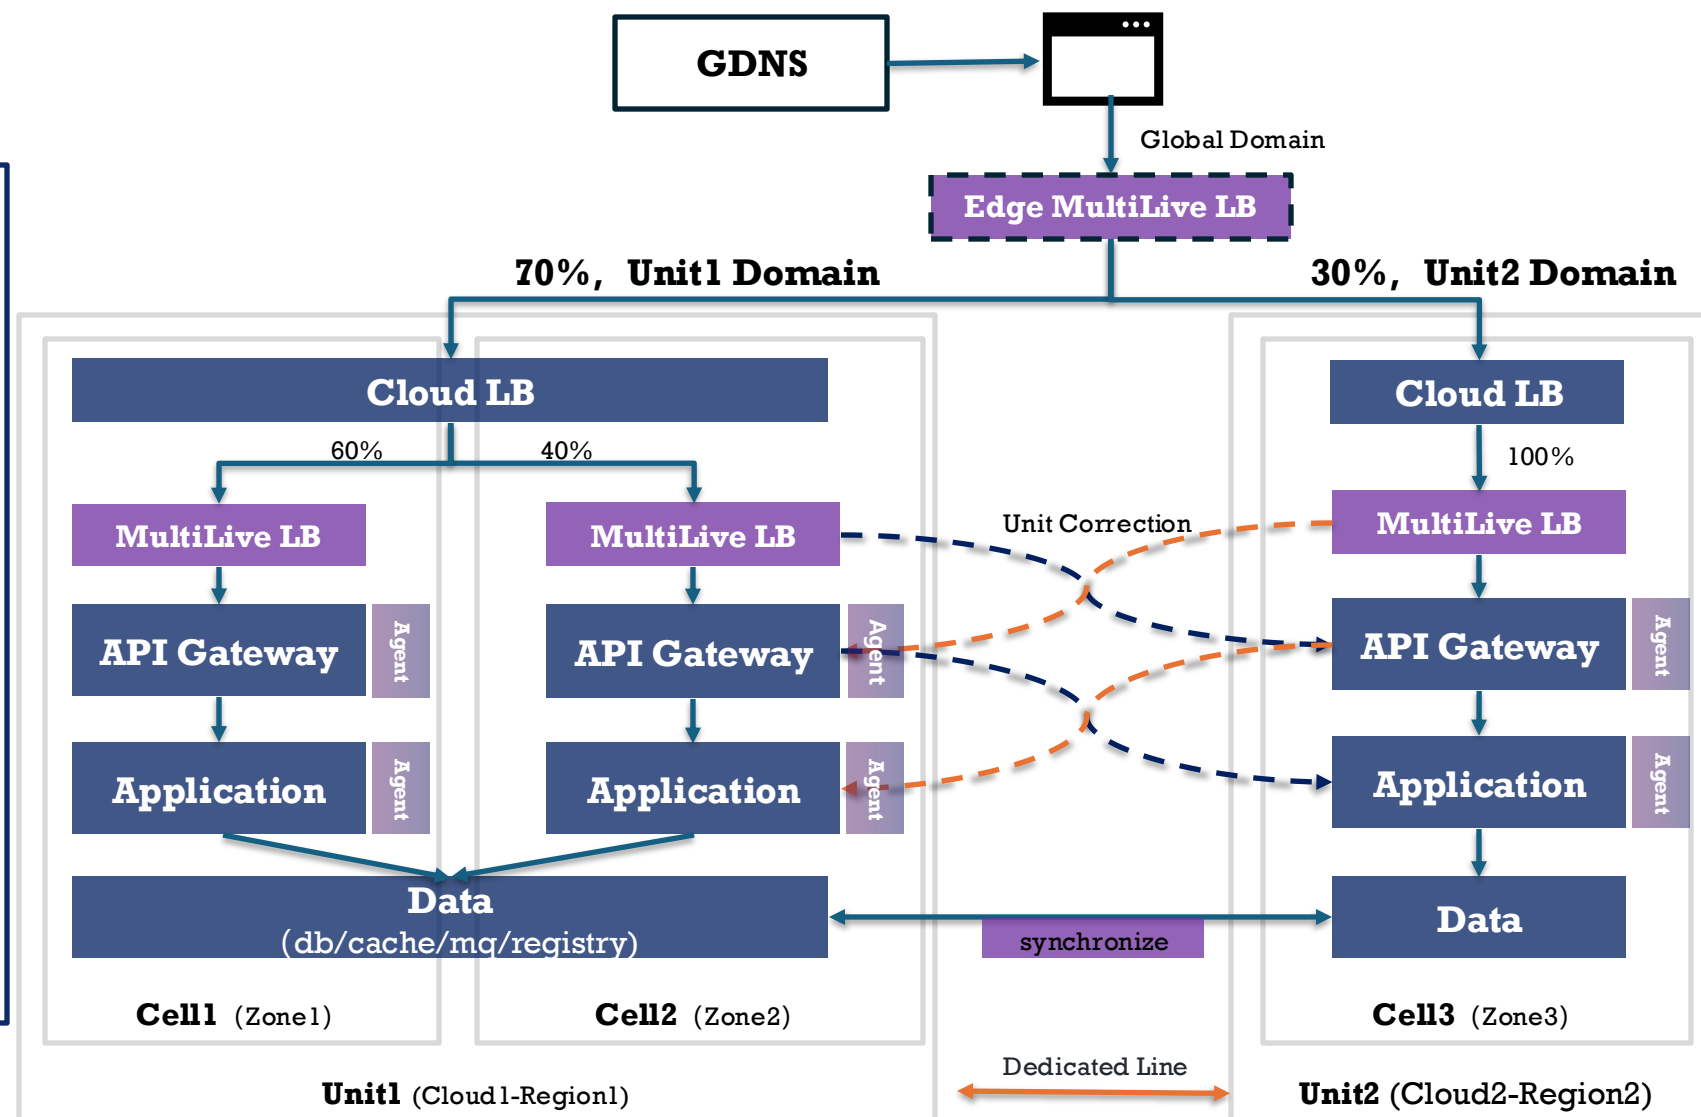 GDNS
Global Domain
Edge MultiLive LB
70%, Unit1 Domain
30%, Unit2 Domain
Cloud LB
Cloud LB
60%
40%
100%
MultiLive LB
MultiLive LB
Unit Correction
MultiLive LB
API Gateway
Agent
API Gateway
Agent
API Gateway
Agent
Application
Agent
Application
Agent
Application
Agent
Data
(db/cache/mq/registry)
synchronize
Data
Cell1 (Zone1)
Cell2 (Zone2)
Cell3 (Zone3)
Dedicated Line
Unit1 (Cloud1-Region1)
Unit2 (Cloud2-Region2)